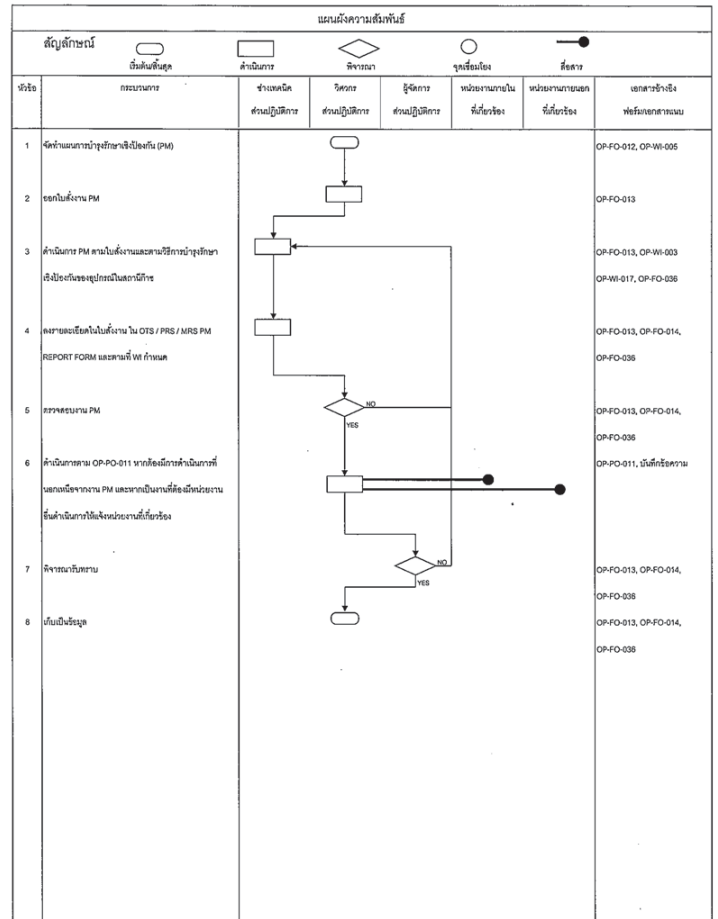 แผนผังความสัมพันธ์
สัญลักษณ์
เริ่มต้น/สิ้นสุด
ดำเนินการ
พิจารณา
จุดเชื่อมโยง
สื่อสาร
หัวข้อ
กระบวนการ
ช่างเทคนิค
ส่วนปฏิบัติการ
วิศวกร
ส่วนปฏิบัติการ
ผู้จัดการ
ส่วนปฏิบัติการ
หน่วยงานภายใน
ที่เกี่ยวข้อง
หน่วยงานภายนอก
ที่เกี่ยวข้อง
เอกสารอ้างอิง
ฟอร์ม/เอกสารแนบ
1 จัดทำแผนการบำรุงรักษาเชิงป้องกัน (PM) OP-FO-012, OP-WI-005
2 ออกใบสั่งงาน PM OP-FO-013
3 ดำเนินการ PM ตามใบสั่งงานและตามวิธีการบำรุงรักษา OP-FO-013, OP-WI-003
เชิงป้องกันของอุปกรณ์ในสถานีก๊าซ OP-WI-017, OP-FO-036
4 ลงรายละเอียดในใบสั่งงาน ใน OTS / PRS / MRS PM OP-FO-013, OP-FO-014,
REPORT FORM และตามที่ WI กำหนด OP-FO-036
NO
5 ตรวจสอบงาน PM OP-FO-013, OP-FO-014,
YES
OP-FO-036
6 ดำเนินการตาม OP-PO-011 หากต้องมีการดำเนินการที่ OP-PO-011, บันทึกข้อความ
นอกเหนือจากงาน PM และหากเป็นงานที่ต้องมีหน่วยงาน
อื่นดำเนินการให้แจ้งหน่วยงานที่เกี่ยวข้อง
NO
7 พิจารณารับทราบ OP-FO-013, OP-FO-014,
YES
OP-FO-036
8 เก็บเป็นข้อมูล OP-FO-013, OP-FO-014,
OP-FO-036